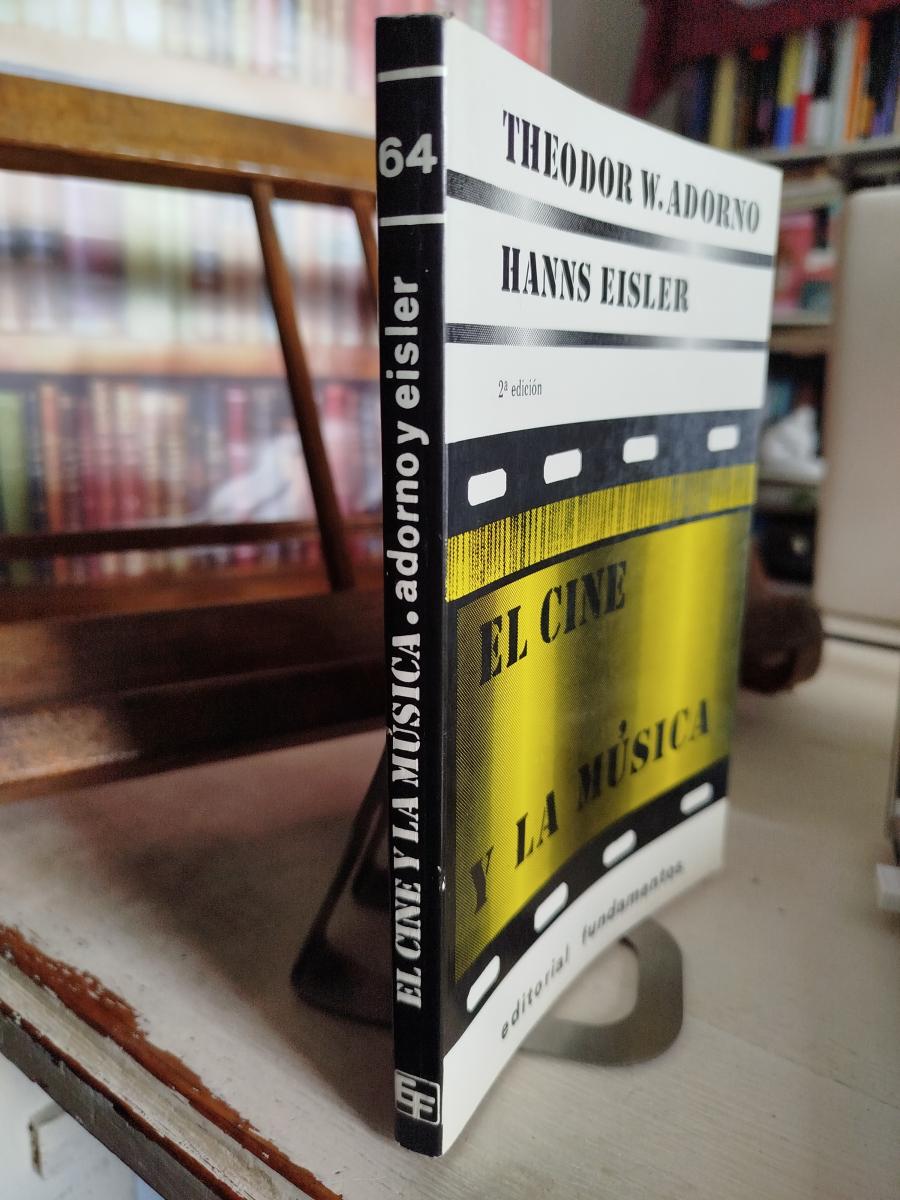 64
EL CINE Y LA MÚSICA. adorno y eisler
EF
THEODOR W. ADORNO
HANNS EISLER
2ª edición
EL CINE
Y LA MÚSICA
editorial fundamentos